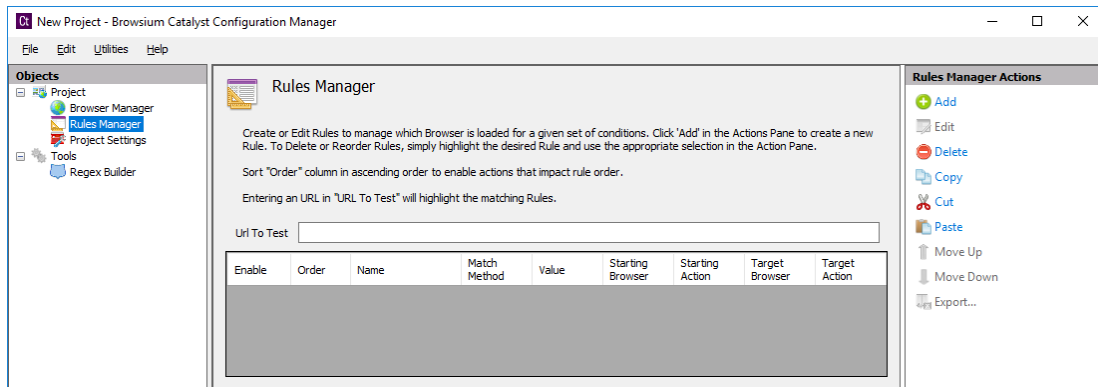 Ct New Project - Browsium Catalyst Configuration Manager
File Edit Utilities Help
Objects
Project
Browser Manager
Rules Manager
Project Settings
Tools
Regex Builder
Rules Manager
Create or Edit Rules to manage which Browser is loaded for a given set of conditions. Click 'Add' in the Actions Pane to create a new
Rule. To Delete or Reorder Rules, simply highlight the desired Rule and use the appropriate selection in the Action Pane.
Sort "Order" column in ascending order to enable actions that impact rule order.
Entering an URL in "URL To Test" will highlight the matching Rules.
Url To Test
Enable Order Name Match Method Value Starting Browser Starting Action Target Browser Target Action
Rules Manager Actions
Add
Edit
Delete
Copy
Cut
Paste
Move Up
Move Down
Export...